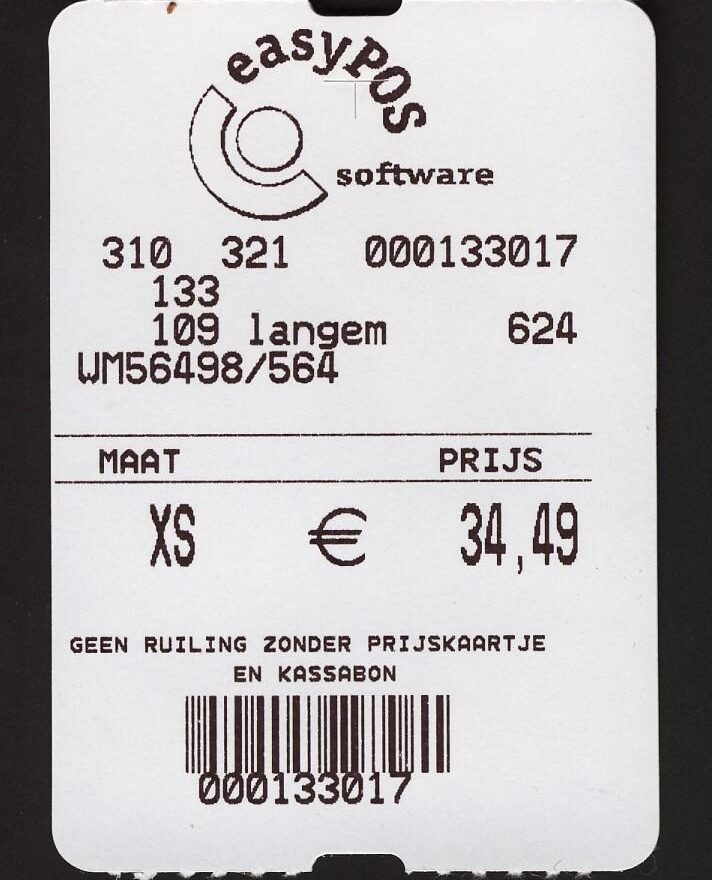 easyPOS
software
310 321 000133017
133
109 langem 624
WM56498/564
MAAT PRIJS
XS € 34,49
GEEN RUILING ZONDER PRIJSKAARTJE
EN KASSABON
000133017